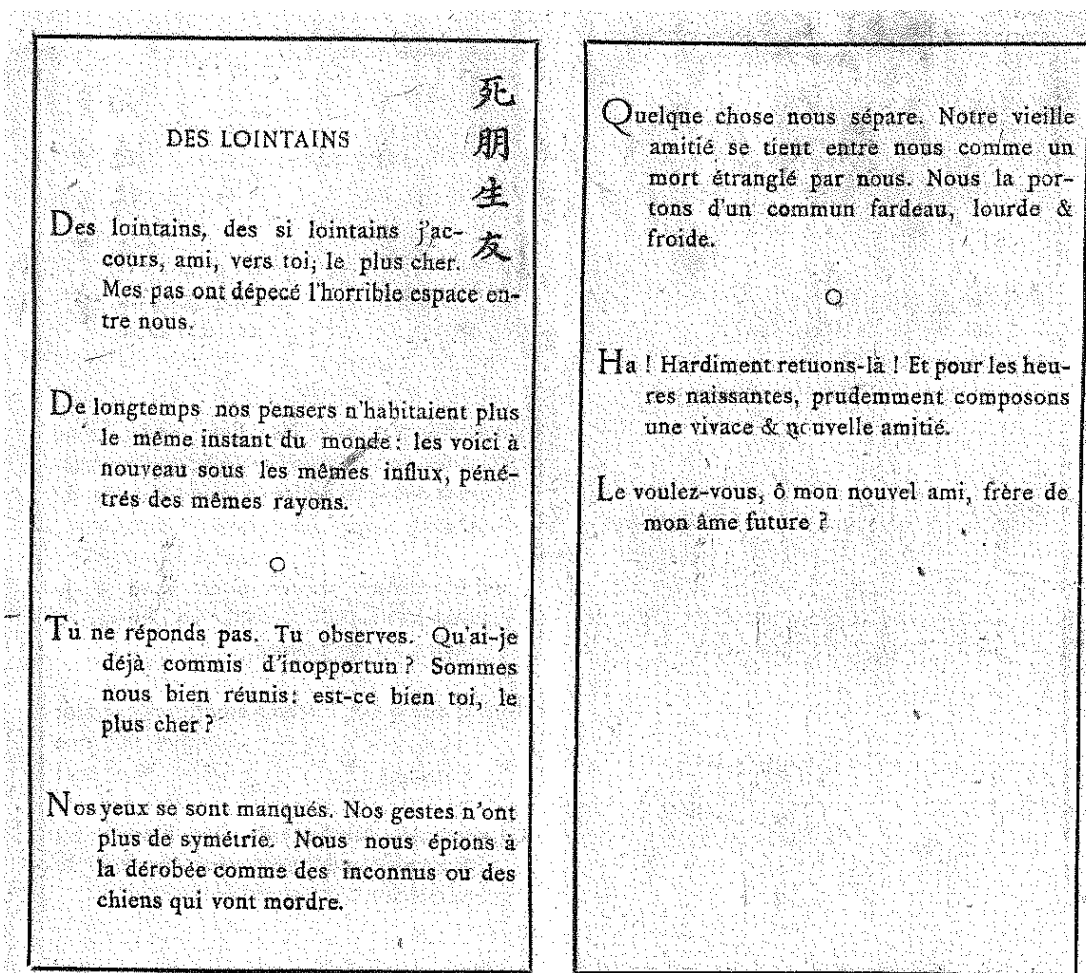 DES LOINTAINS
死朋生友
Des lointains, des si lointains j'ac-
cours, ami, vers toi, le plus cher.
Mes pas ont dépecé l'horrible espace en-
tre nous.
De longtemps nos pensers n'habitaient plus
le même instant du monde: les voici à
nouveau sous les mêmes influx, péné-
trés des mêmes rayons.
Tu ne réponds pas. Tu observes. Qu'ai-je
déjà commis d'inopportun? Sommes
nous bien réunis: est-ce bien toi, le
plus cher?
Nos yeux se sont manqués. Nos gestes n'ont
plus de symétrie. Nous nous épions à
la dérobée comme des inconnus ou des
chiens qui vont mordre.
Quelque chose nous sépare. Notre vieille
amitié se tient entre nous comme un
mort étranglé par nous. Nous la por-
tons d'un commun fardeau, lourde &
froide.
Ha ! Hardiment retuons-là ! Et pour les heu-
res naissantes, prudemment composons
une vivace & nouvelle amitié.
Le voulez-vous, ô mon nouvel ami, frère de
mon âme future ?